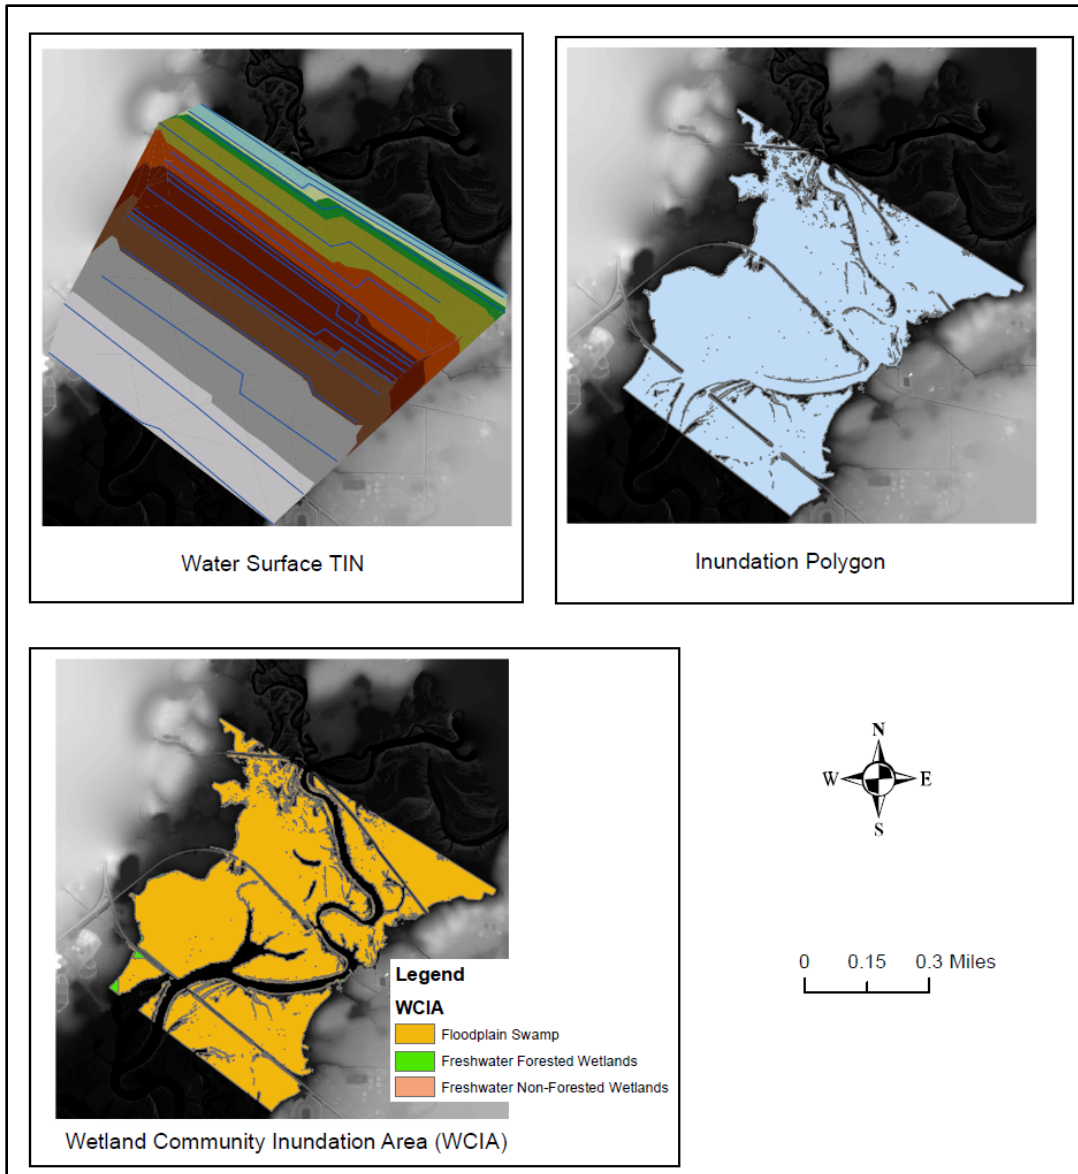 Water Surface TIN
Inundation Polygon
Legend
WCIA
Floodplain Swamp
Freshwater Forested Wetlands
Freshwater Non-Forested Wetlands
Wetland Community Inundation Area (WCIA)
N
W E
S
0 0.15 0.3 Miles